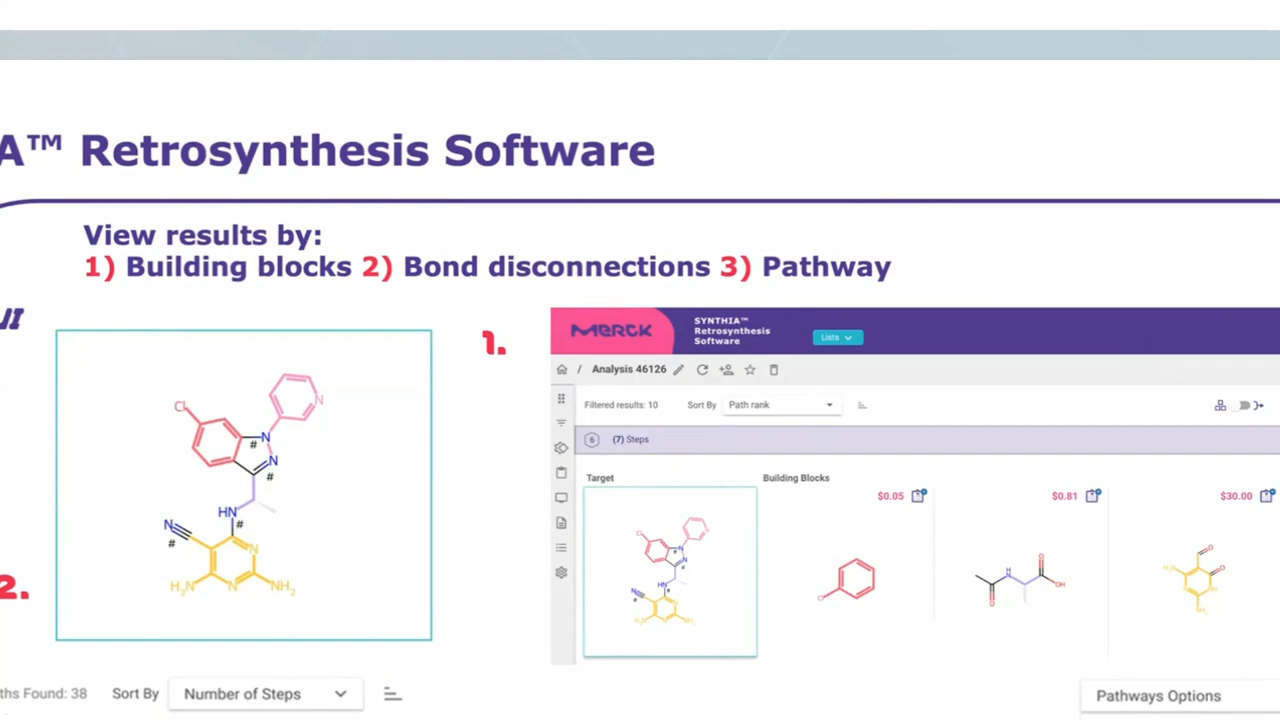 A™ Retrosynthesis Software
View results by:
1) Building blocks 2) Bond disconnections 3) Pathway
1.
MERCK
SYNTHIA™
Retrosynthesis
Software
Lists
/ Analysis 46126
Filtered results: 10 Sort By Path rank
6 (7) Steps
Target Building Blocks
$0.05 $0.81 $30.00
Cl
N
N
#
N
#
HN
#
N
#
N
H₂N N NH₂
2.
ths Found: 38 Sort By Number of Steps
Pathways Options